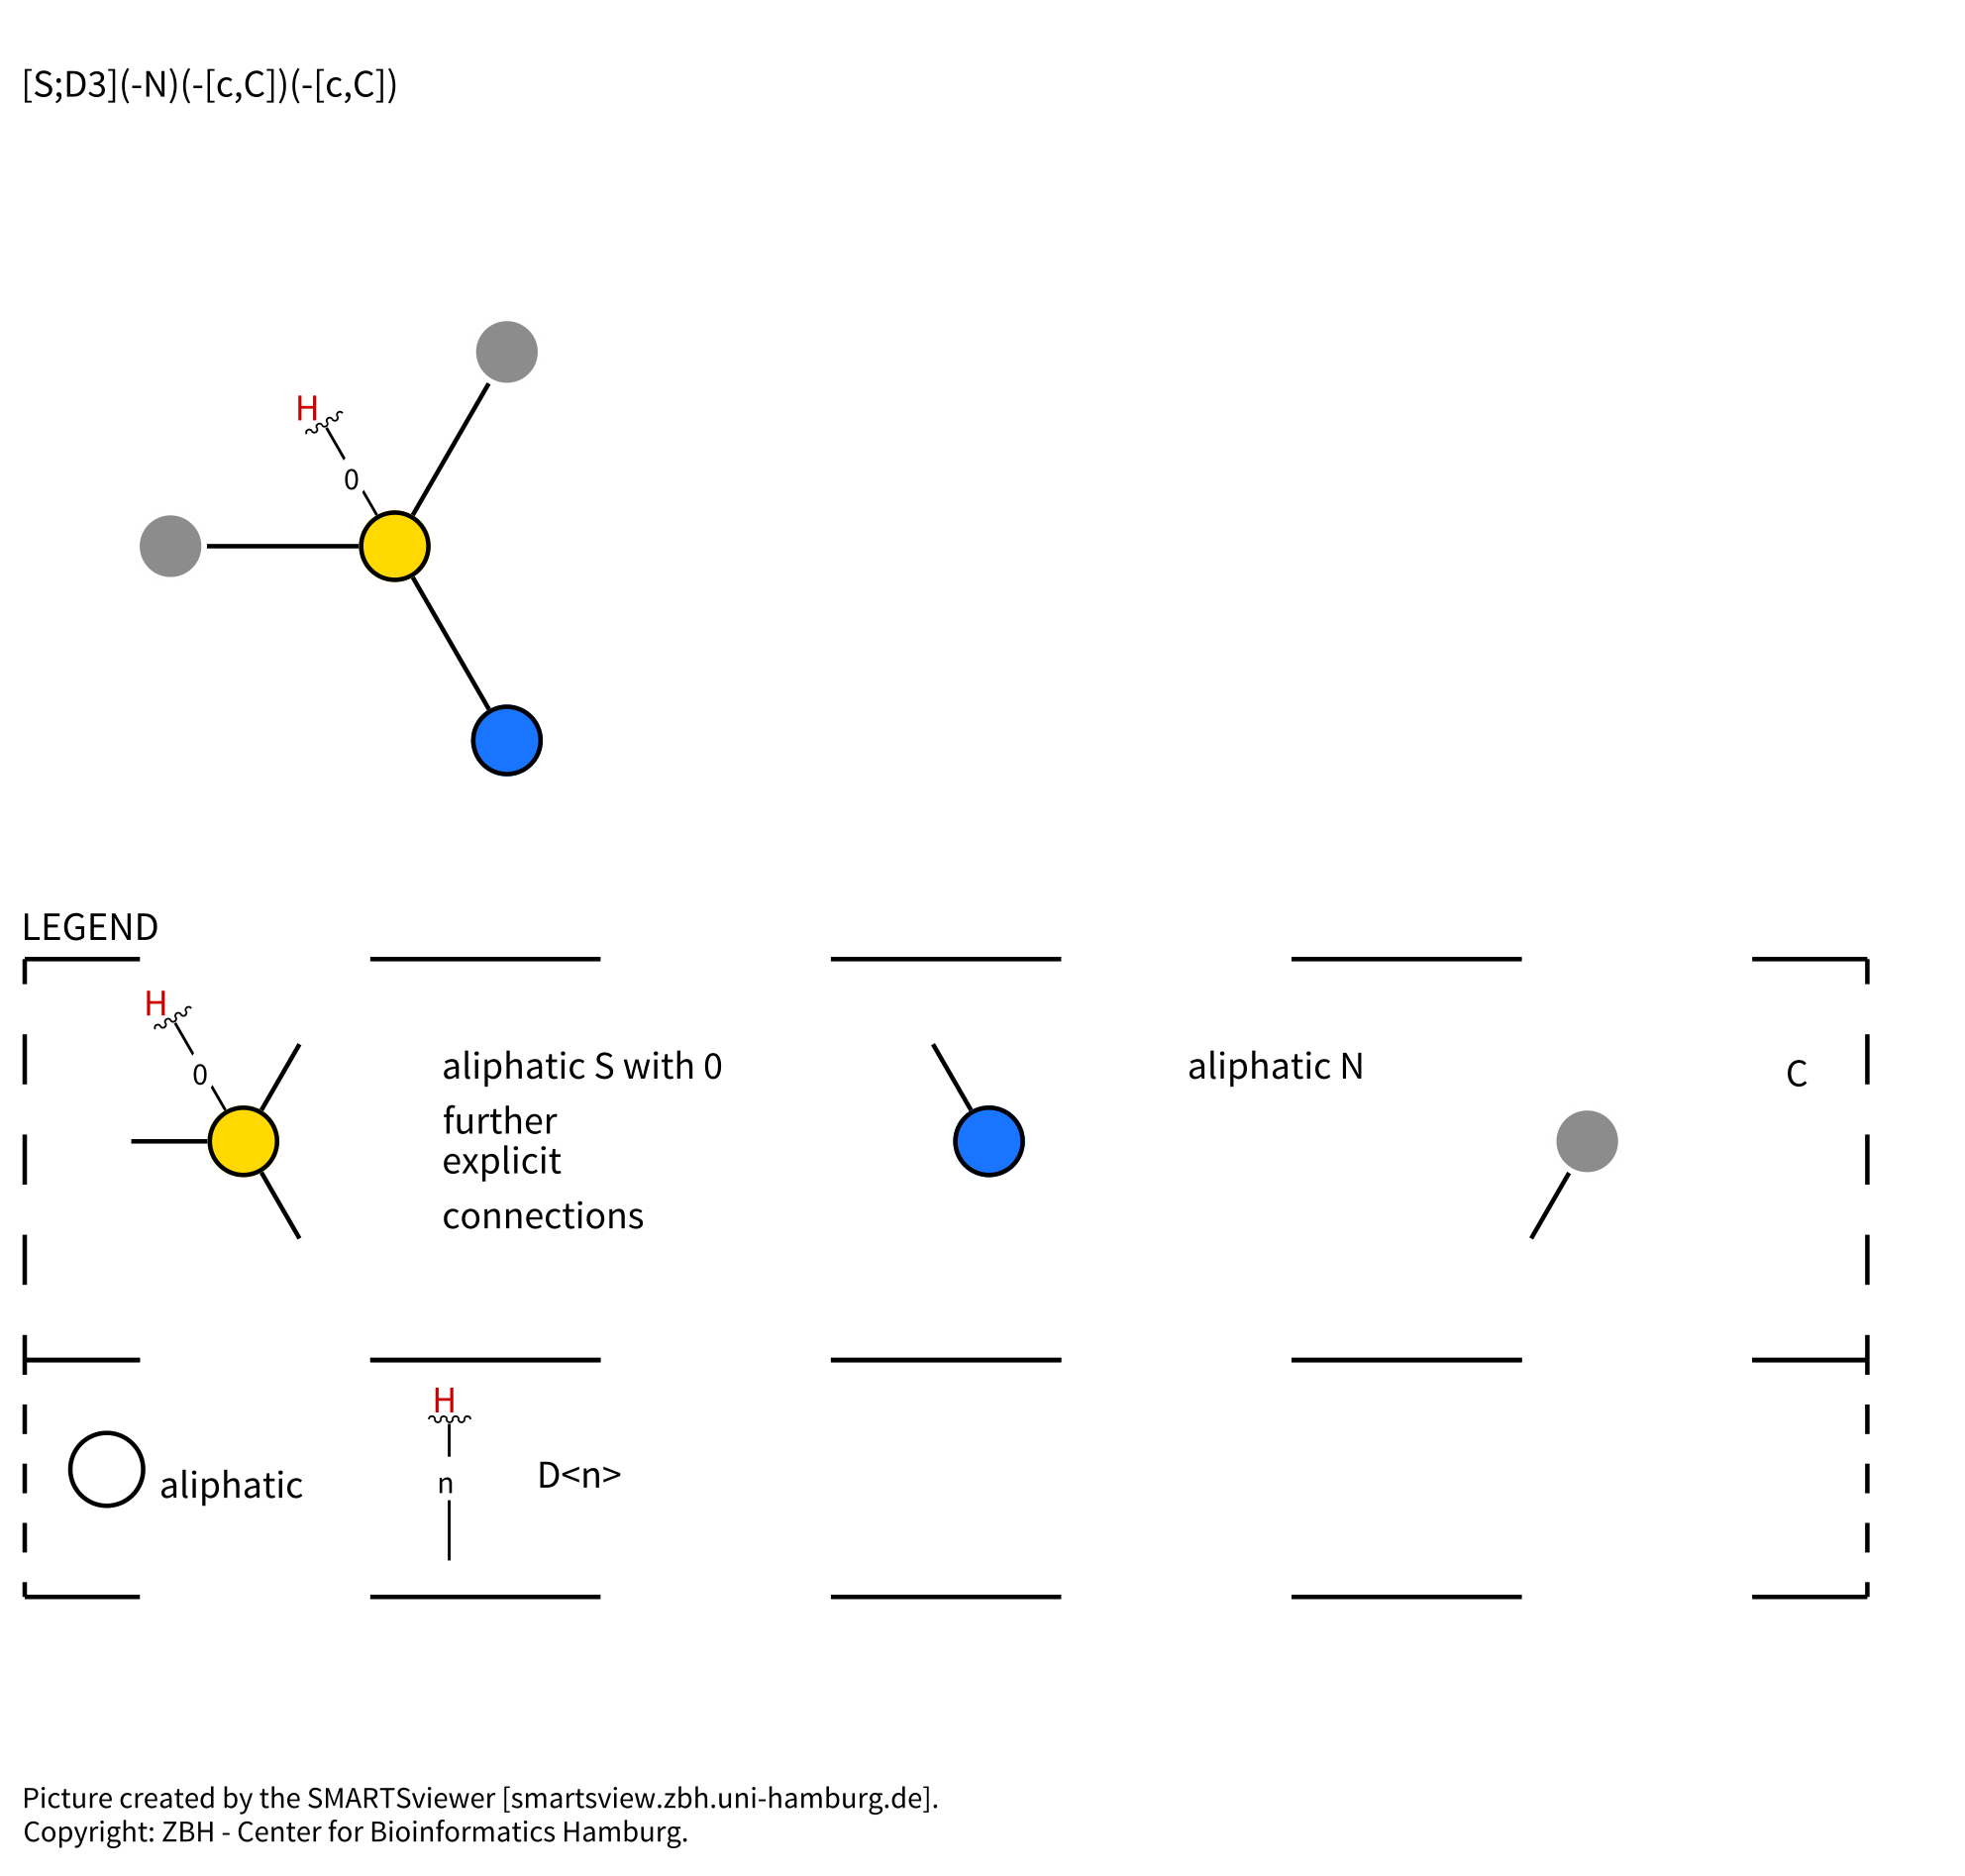 [S;D3](-N)(-[c,C])(-[c,C])
H
0
LEGEND
H
0
aliphatic S with 0
further
explicit
connections
aliphatic N
C
aliphatic
H
n
D<n>
Picture created by the SMARTSviewer [smartsview.zbh.uni-hamburg.de].
Copyright: ZBH - Center for Bioinformatics Hamburg.